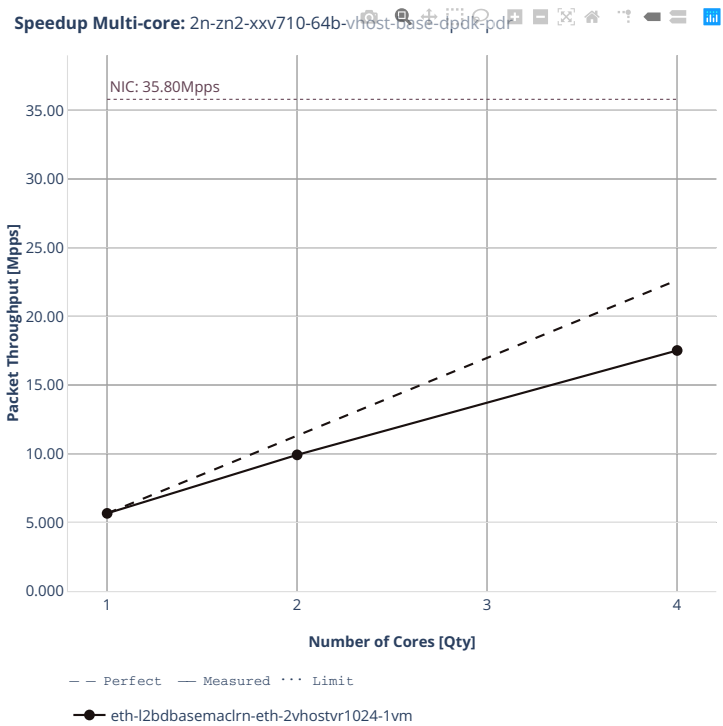 Speedup Multi-core: 2n-zn2-xxv710-64b-vhost-base-dpdk-pdr
NIC: 35.80Mpps
35.00
30.00
25.00
20.00
15.00
10.00
5.000
0.000
Packet Throughput [Mpps]
1 2 3 4
Number of Cores [Qty]
Perfect Measured Limit
eth-l2bdbasemaclrn-eth-2vhostvr1024-1vm